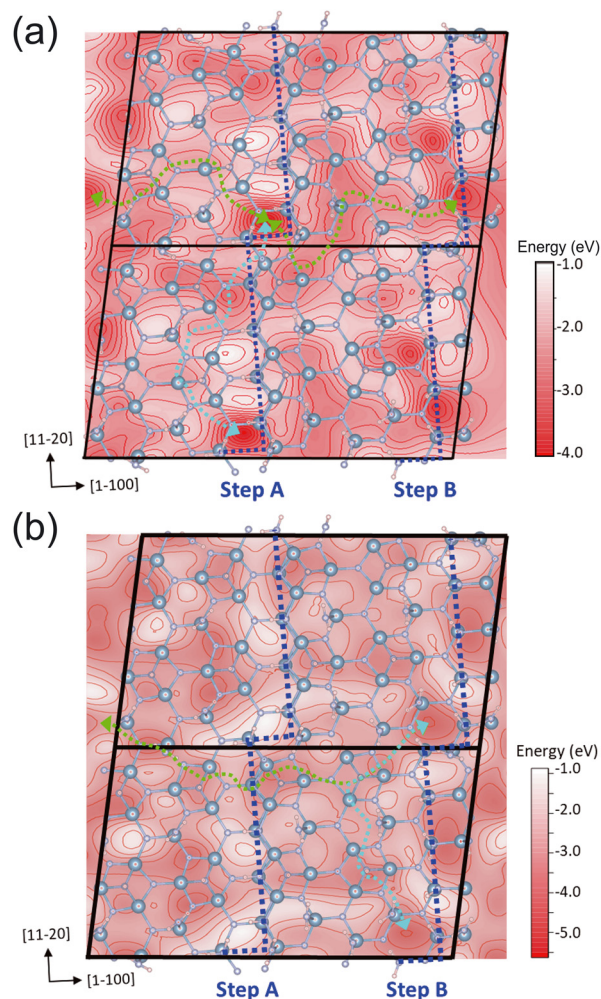 (a)
Energy (eV)
-1.0
-2.0
-3.0
-4.0
[11-20]
[1-100]
Step A
Step B
(b)
Energy (eV)
-1.0
-2.0
-3.0
-4.0
-5.0
[11-20]
[1-100]
Step A
Step B